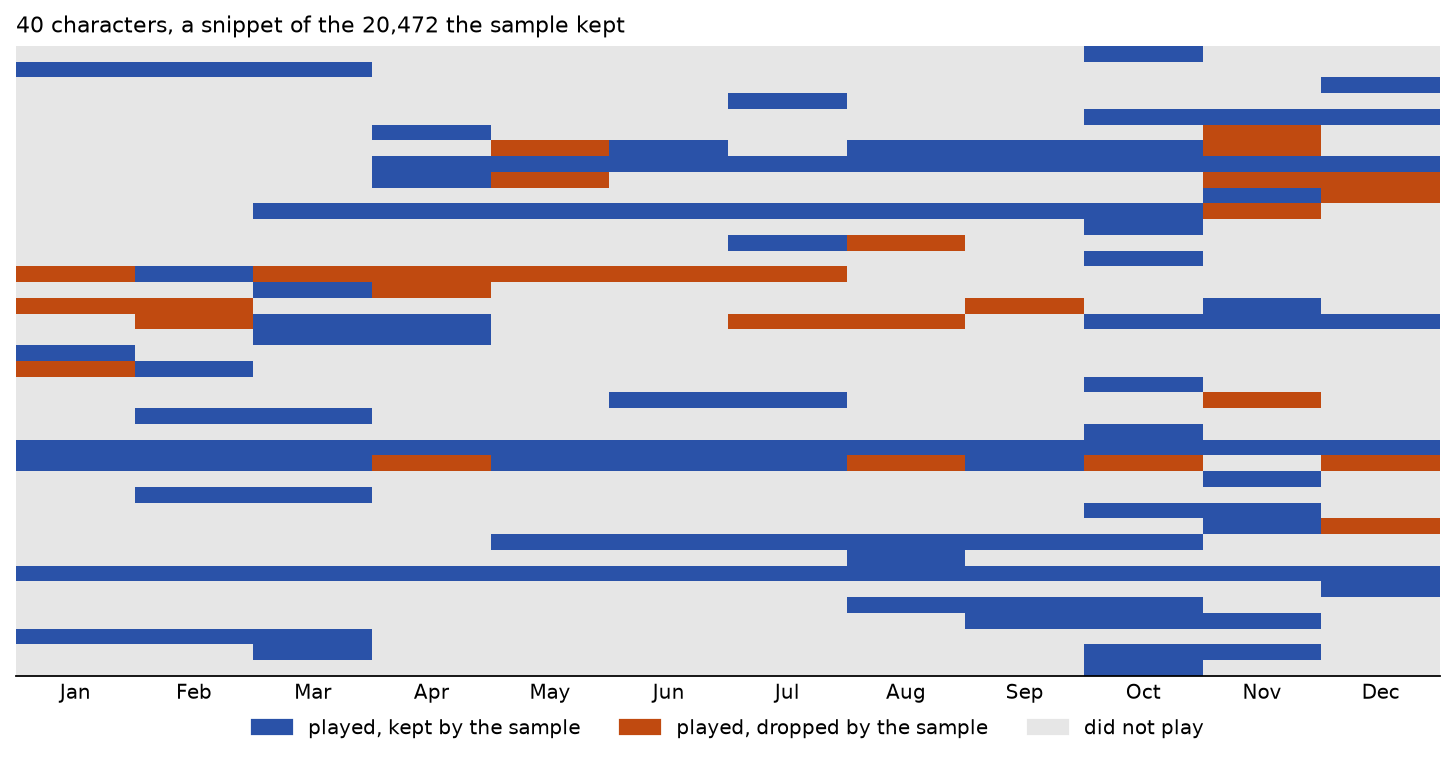 40 characters, a snippet of the 20,472 the sample kept
Jan Feb Mar Apr May Jun Jul Aug Sep Oct Nov Dec
played, kept by the sample played, dropped by the sample did not play